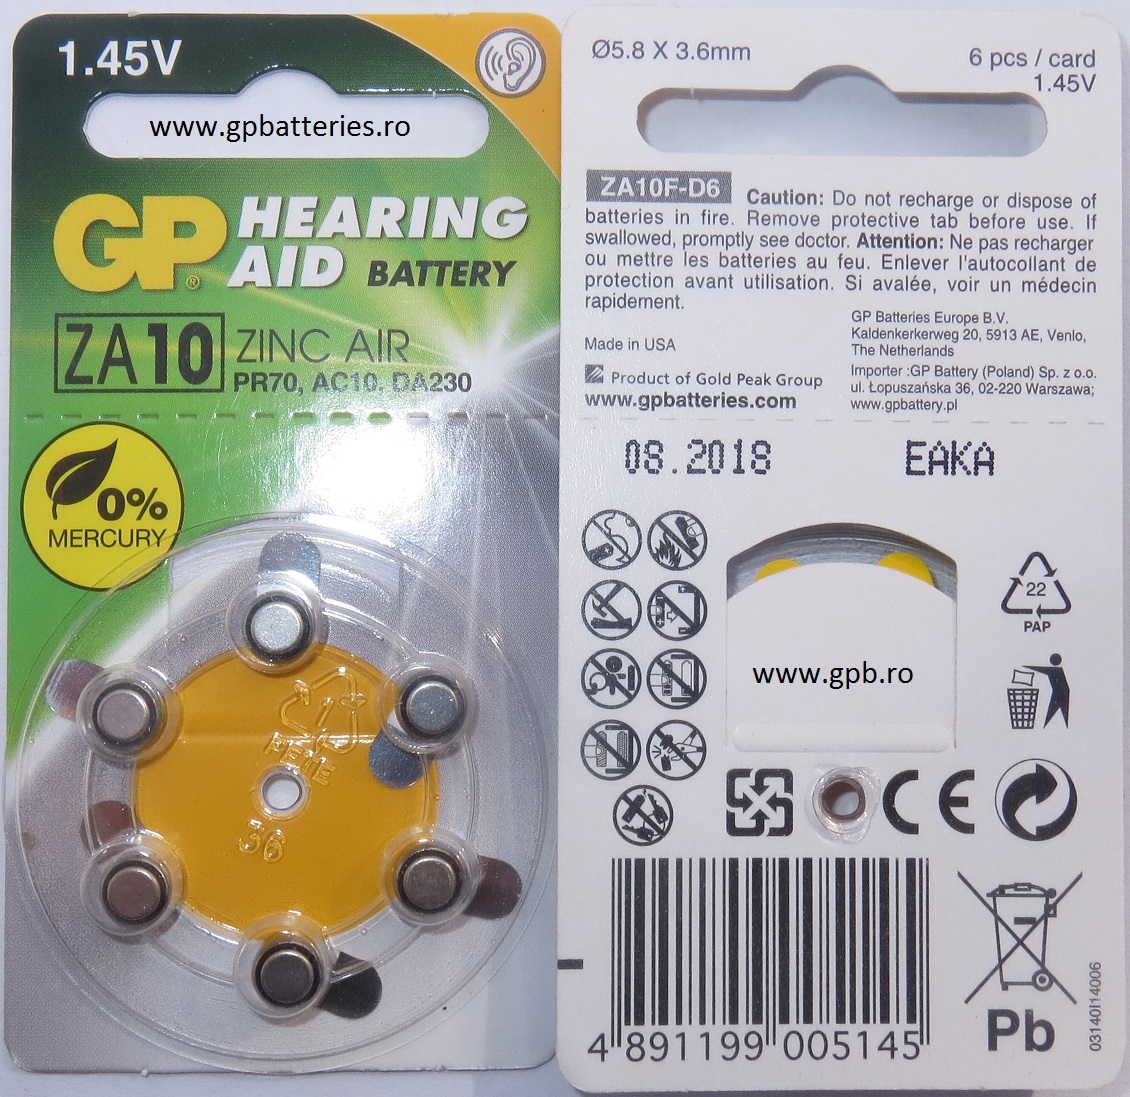 1.45V
www.gpbatteries.ro
GP HEARING
AID BATTERY
®
ZA10 ZINC AIR
PR70, AC10, DA230
0%
MERCURY
1
PETE
36
Ø5.8 X 3.6mm
6 pcs / card
1.45V
ZA10F-D6 Caution: Do not recharge or dispose of
batteries in fire. Remove protective tab before use. If
swallowed, promptly see doctor. Attention: Ne pas recharger
ou mettre les batteries au feu. Enlever l'autocollant de
protection avant utilisation. Si avalée, voir un médecin
rapidement.
Made in USA
Product of Gold Peak Group
www.gpbatteries.com
GP Batteries Europe B.V.
Kaldenkerkerweg 20, 5913 AE, Venlo,
The Netherlands
Importer :GP Battery (Poland) Sp. z o.o.
ul. Łopuszańska 36, 02-220 Warszawa;
www.gpbattery.pl
08.2018 EAKA
22
PAP
www.gpb.ro
CE
4 891199 005145
Pb
03140I14006